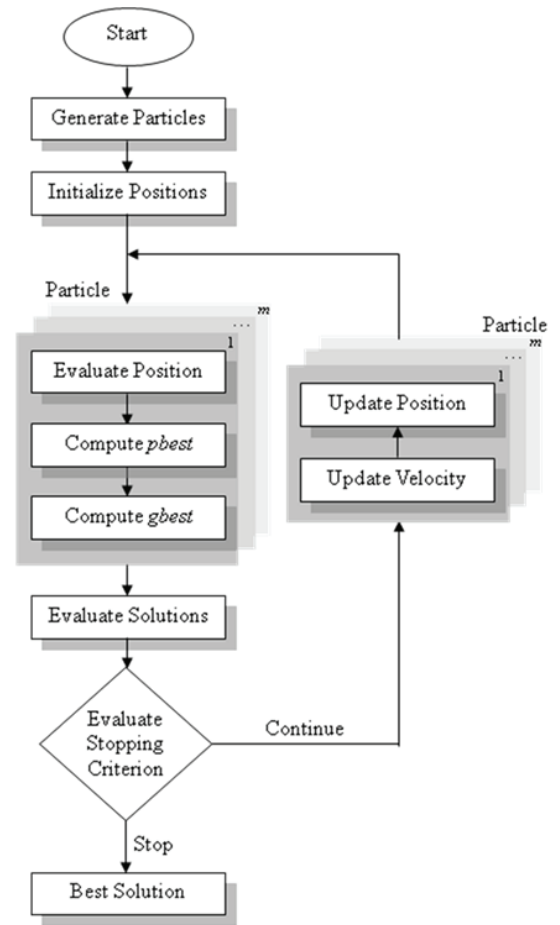 Start
Generate Particles
Initialize Positions
Particle
m
...
1
Evaluate Position
Compute pbest
Compute gbest
Evaluate Solutions
Evaluate
Stopping
Criterion
Continue
Stop
Best Solution
Particle
m
...
1
Update Position
Update Velocity